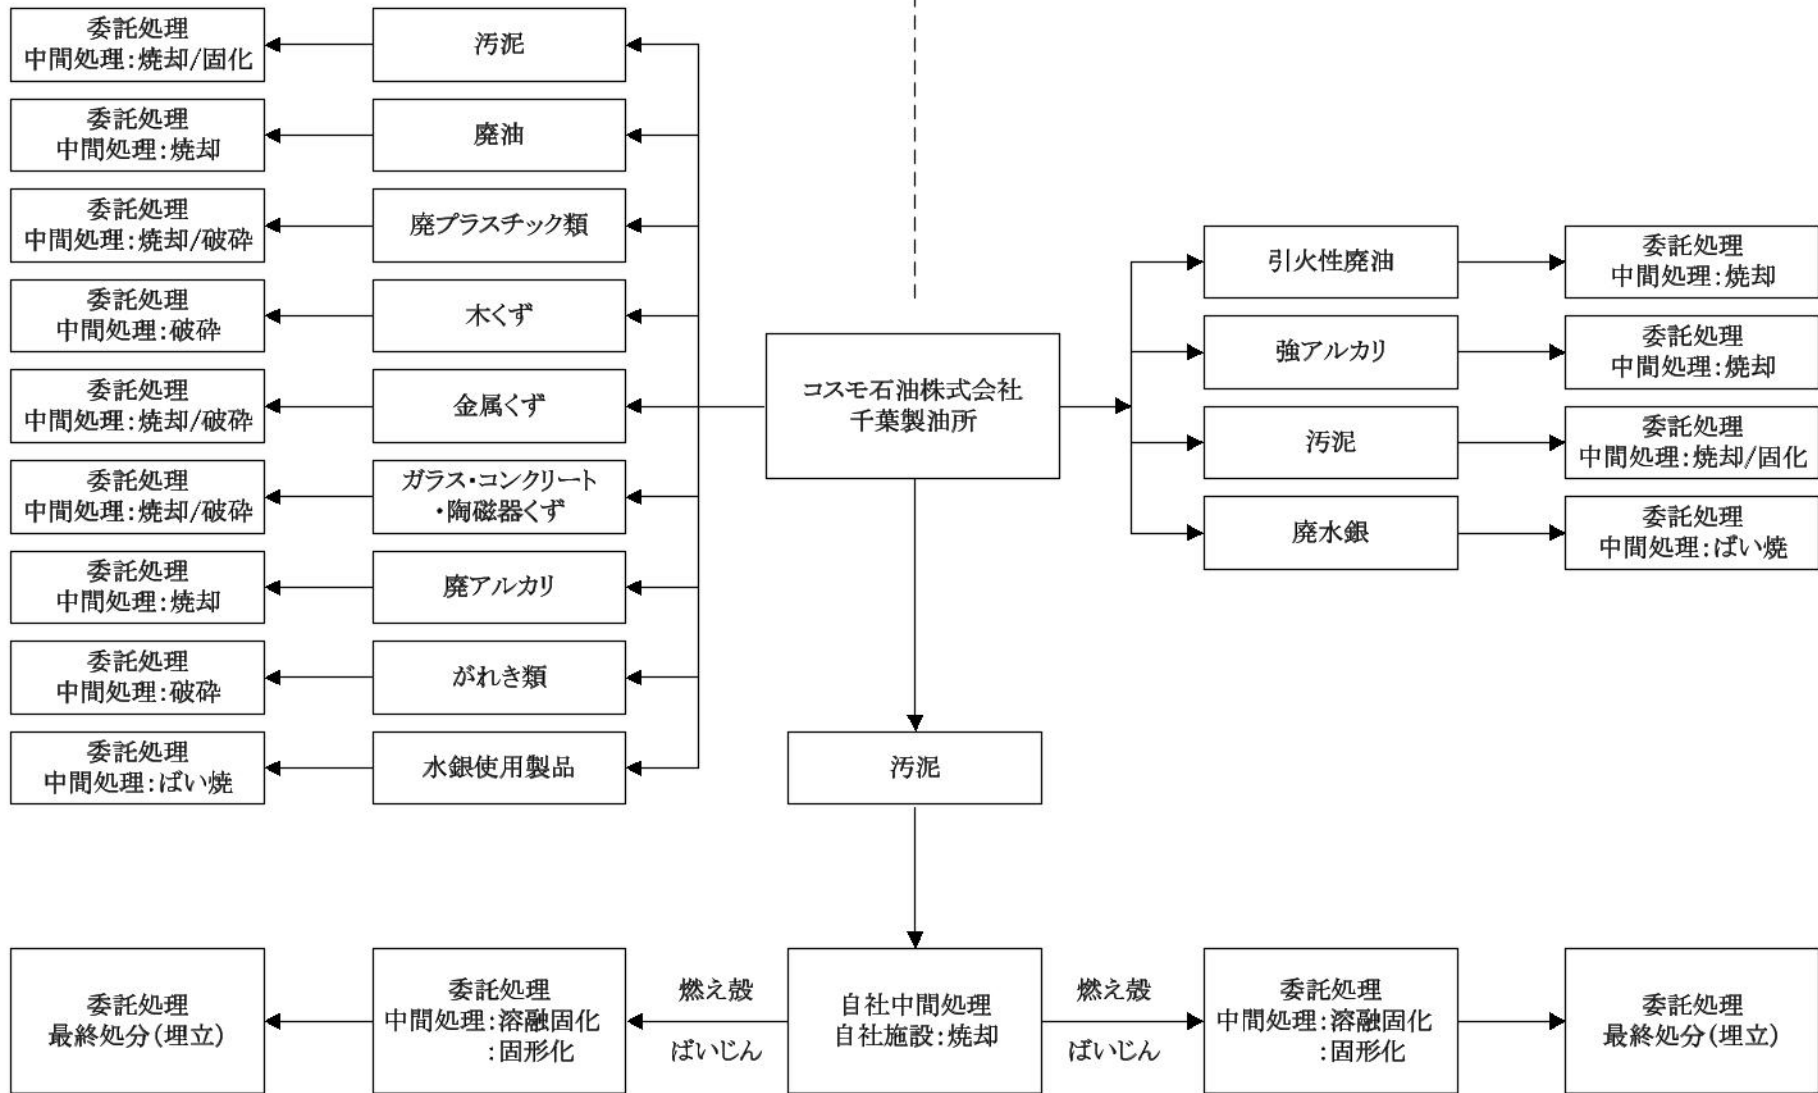 委託処理
中間処理：焼却/固化
汚泥
委託処理
中間処理：焼却
廃油
委託処理
中間処理：焼却/破砕
廃プラスチック類
委託処理
中間処理：破砕
木くず
委託処理
中間処理：焼却/破砕
金属くず
委託処理
中間処理：焼却/破砕
ガラス・コンクリート
・陶磁器くず
委託処理
中間処理：焼却
廃アルカリ
委託処理
中間処理：破砕
がれき類
委託処理
中間処理：ばい焼
水銀使用製品
コスモ石油株式会社
千葉製油所
引火性廃油
委託処理
中間処理：焼却
強アルカリ
委託処理
中間処理：焼却
汚泥
委託処理
中間処理：焼却/固化
廃水銀
委託処理
中間処理：ばい焼
汚泥
委託処理
最終処分（埋立）
委託処理
中間処理：溶融固化
：固形化
燃え殻
ばいじん
自社中間処理
自社施設：焼却
燃え殻
ばいじん
委託処理
中間処理：溶融固化
：固形化
委託処理
最終処分（埋立）